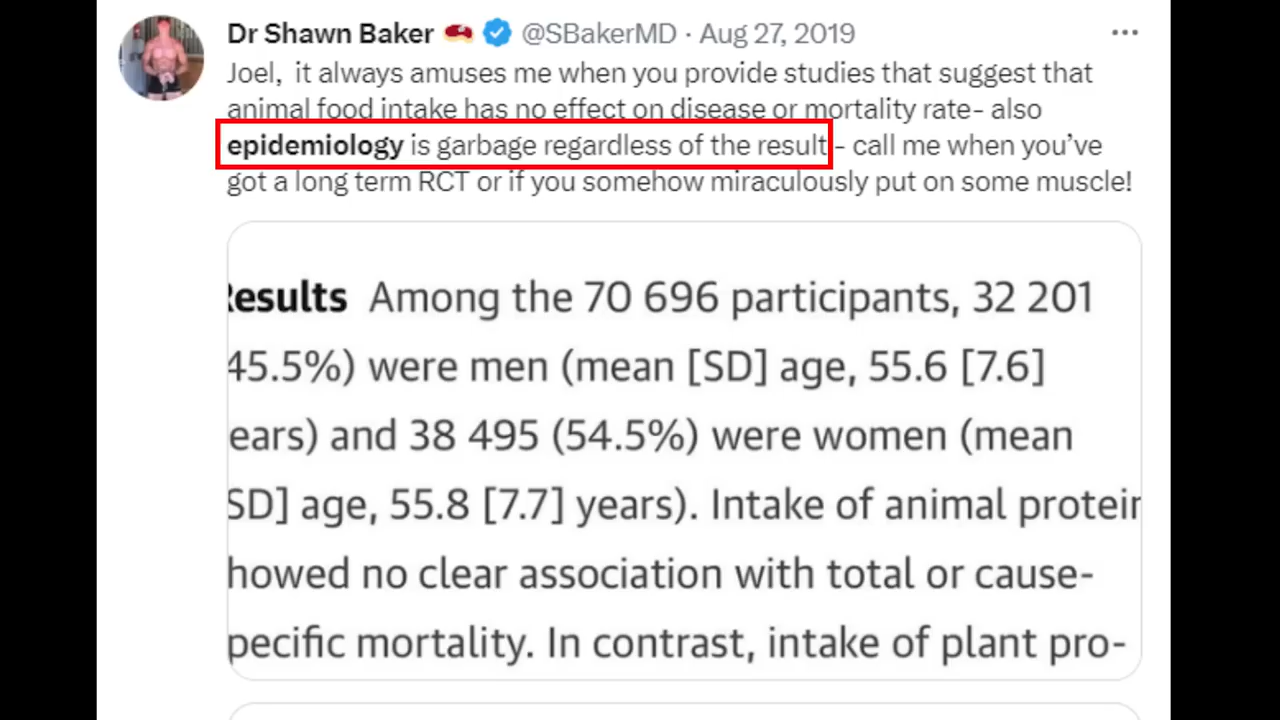 Dr Shawn Baker 🥩 @SBakerMD · Aug 27, 2019
Joel, it always amuses me when you provide studies that suggest that
animal food intake has no effect on disease or mortality rate- also
epidemiology is garbage regardless of the result - call me when you’ve
got a long term RCT or if you somehow miraculously put on some muscle!
Results Among the 70 696 participants, 32 201
45.5%) were men (mean [SD] age, 55.6 [7.6]
ears) and 38 495 (54.5%) were women (mean
SD] age, 55.8 [7.7] years). Intake of animal protein
howed no clear association with total or cause-
pecific mortality. In contrast, intake of plant pro-